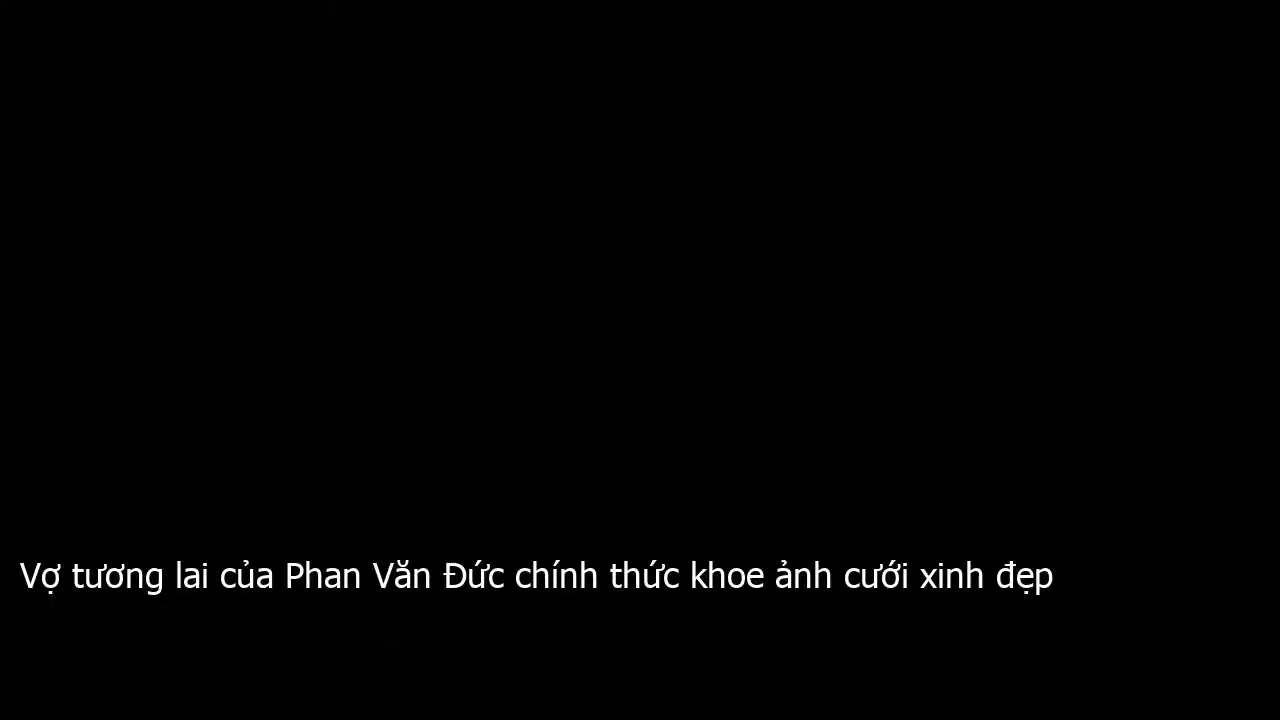 Vợ tương lai của Phan Văn Đức chính thức khoe ảnh cưới xinh đẹp